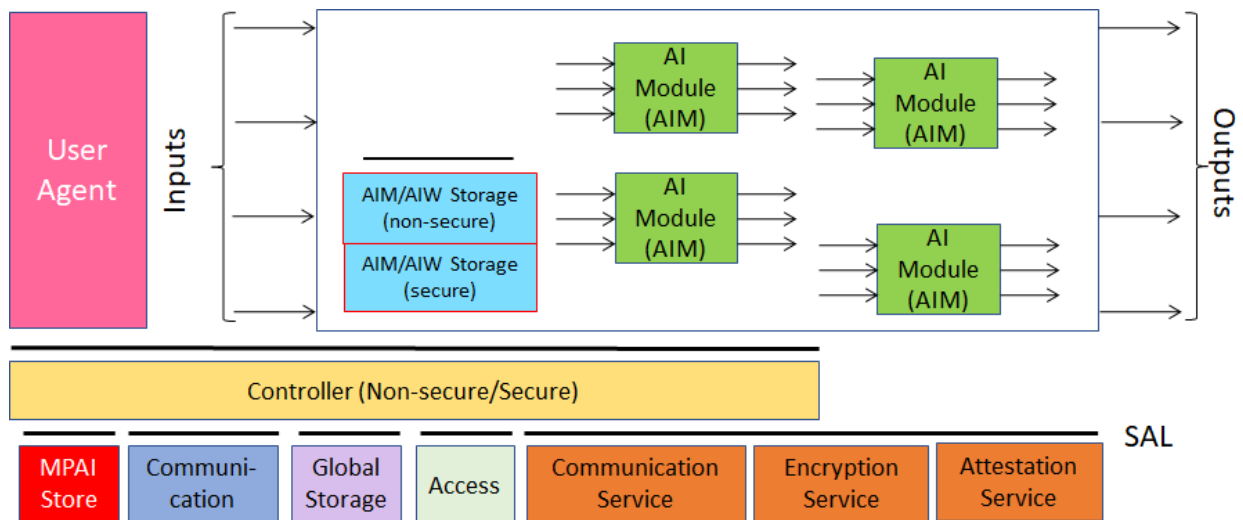 User
Agent
Inputs
AI
Module
(AIM)
AI
Module
(AIM)
AIM/AIW Storage
(non-secure)
AIM/AIW Storage
(secure)
AI
Module
(AIM)
AI
Module
(AIM)
Outputs
Controller (Non-secure/Secure)
SAL
MPAI
Store
Communi-
cation
Global
Storage
Access
Communication
Service
Encryption
Service
Attestation
Service